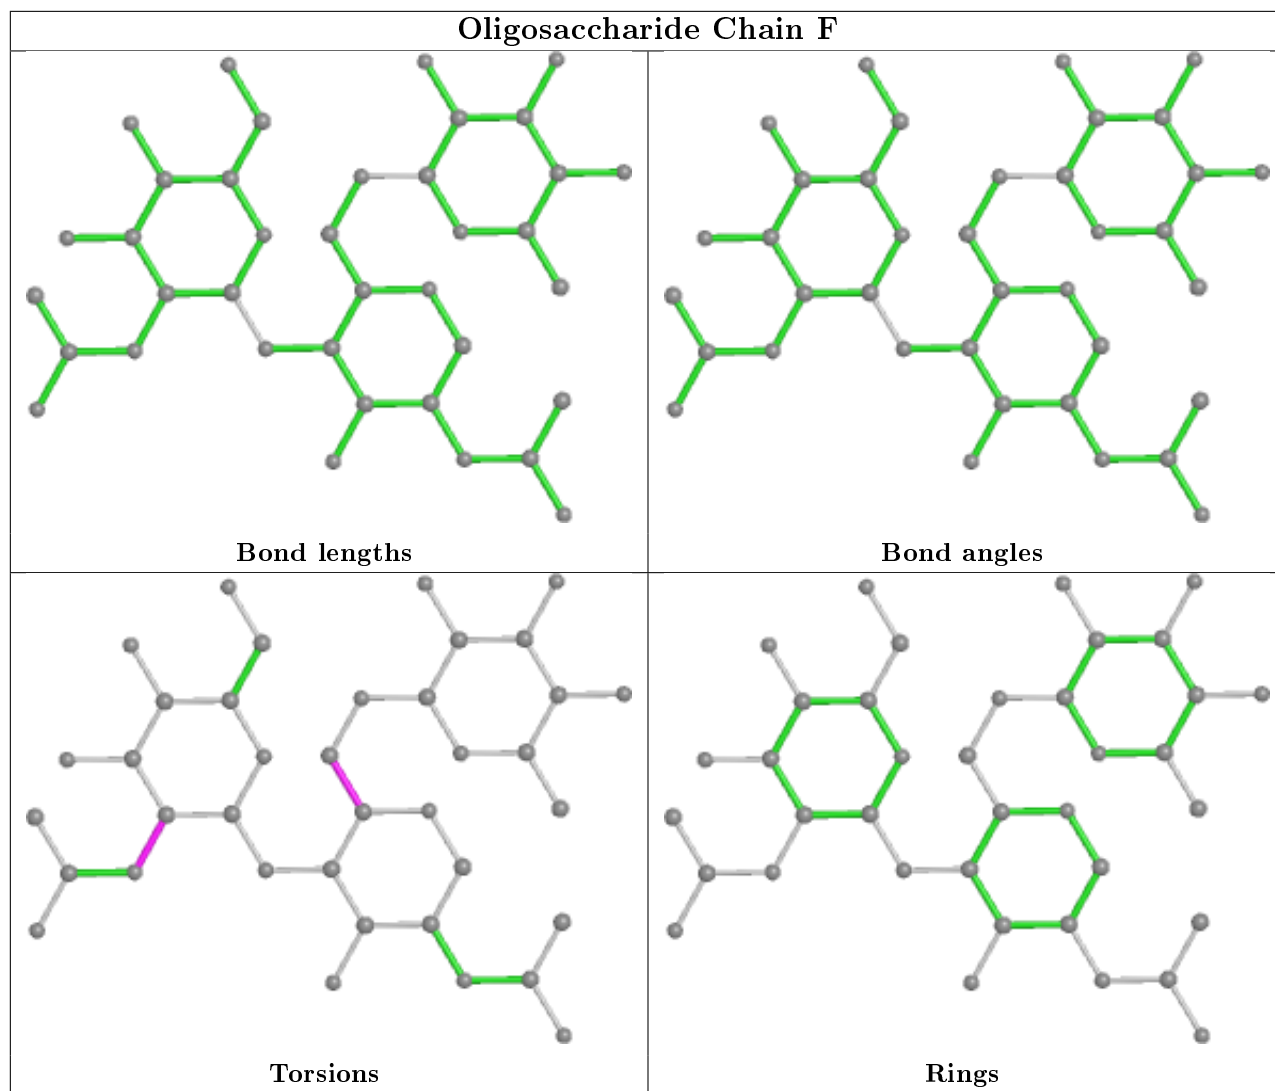 Oligosaccharide Chain F
Bond lengths
Bond angles
Torsions
Rings